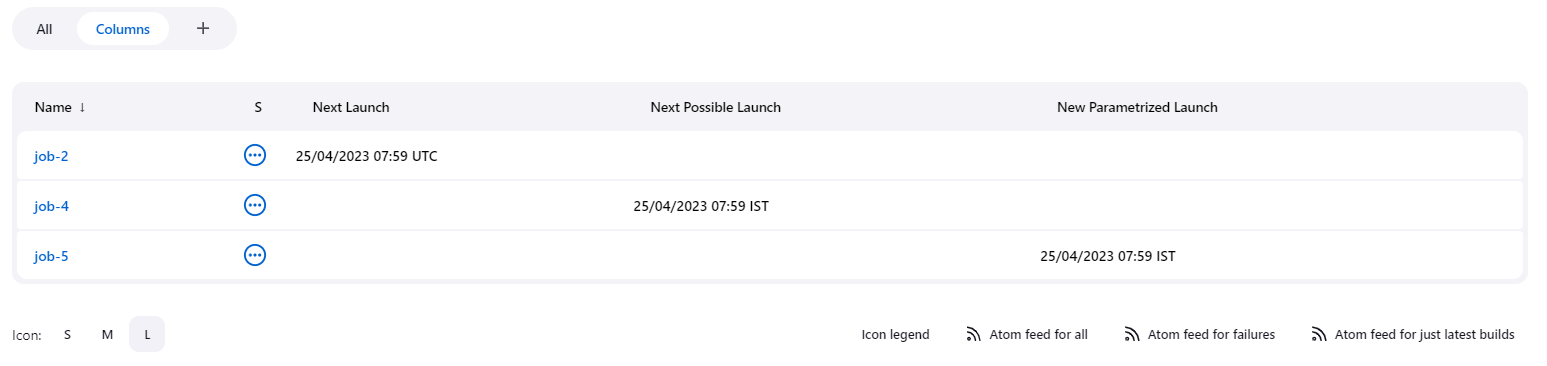 All Columns +
Name ↓ S Next Launch Next Possible Launch New Parametrized Launch
job-2 25/04/2023 07:59 UTC
job-4 25/04/2023 07:59 IST
job-5 25/04/2023 07:59 IST
Icon: S M L Icon legend Atom feed for all Atom feed for failures Atom feed for just latest builds